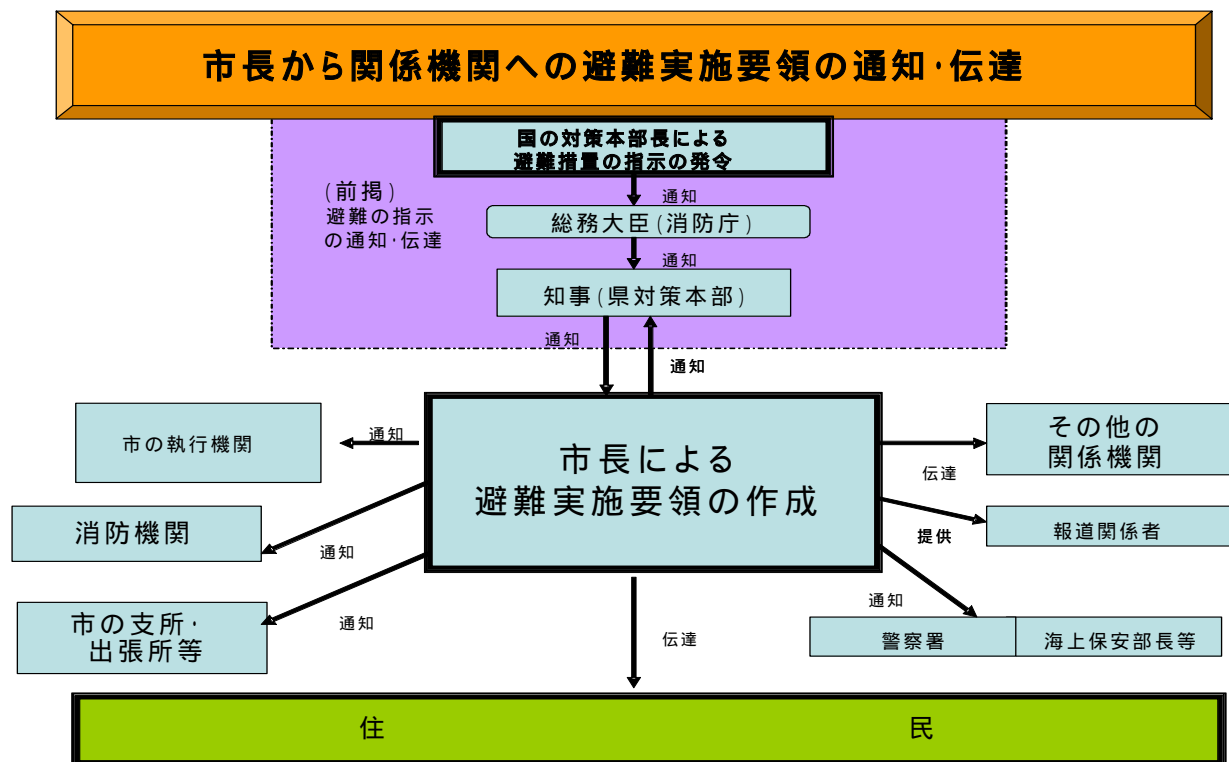 市長から関係機関への避難実施要領の通知･伝達
国の対策本部長による
避難措置の指示の発令
(前掲)
避難の指示
の通知･伝達
通知
総務大臣(消防庁)
通知
知事(県対策本部)
通知
通知
市の執行機関
通知
市長による
避難実施要領の作成
その他の
関係機関
伝達
消防機関
通知
報道関係者
提供
市の支所･
出張所等
通知
伝達
通知
警察署
海上保安部長等
住民